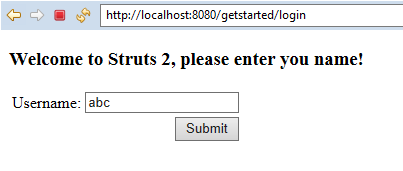 http://localhost:8080/getstarted/login
Welcome to Struts 2, please enter you name!
Username: abc
Submit